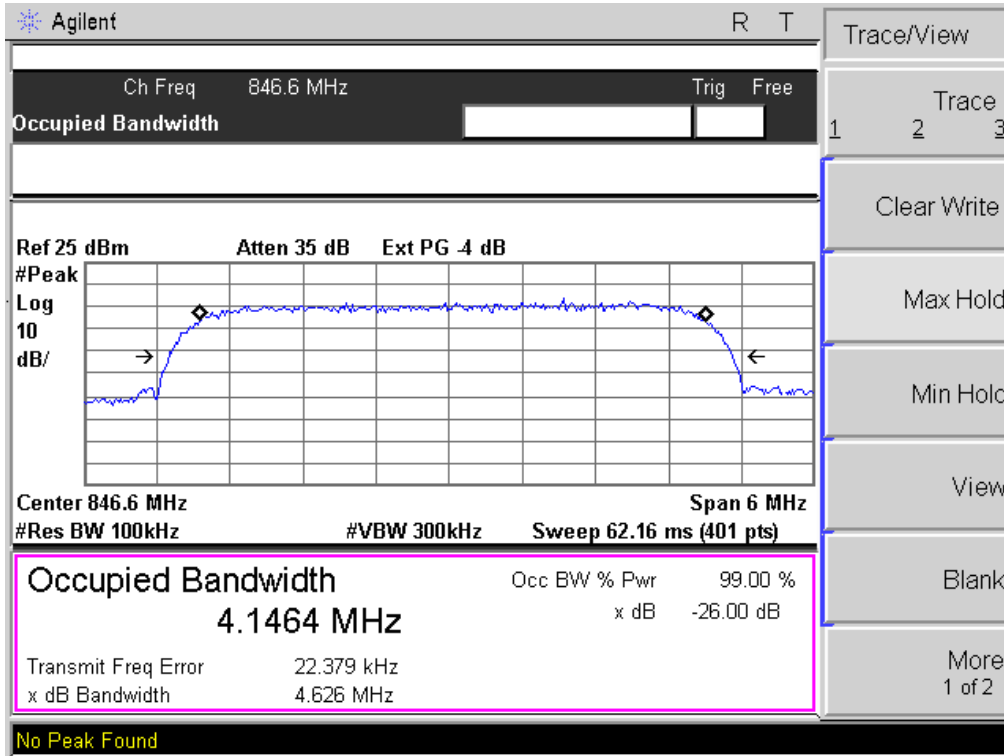 Agilent R T
Trace/View
Ch Freq 846.6 MHz Trig Free
Occupied Bandwidth
Trace
1 2 3
Clear Write
Ref 25 dBm Atten 35 dB Ext PG -4 dB
#Peak
Log
10
dB/
Max Hold
Min Hold
View
Center 846.6 MHz Span 6 MHz
#Res BW 100kHz #VBW 300kHz Sweep 62.16 ms (401 pts)
Occupied Bandwidth
4.1464 MHz
Occ BW % Pwr 99.00 %
x dB -26.00 dB
Transmit Freq Error 22.379 kHz
x dB Bandwidth 4.626 MHz
Blank
More
1 of 2
No Peak Found